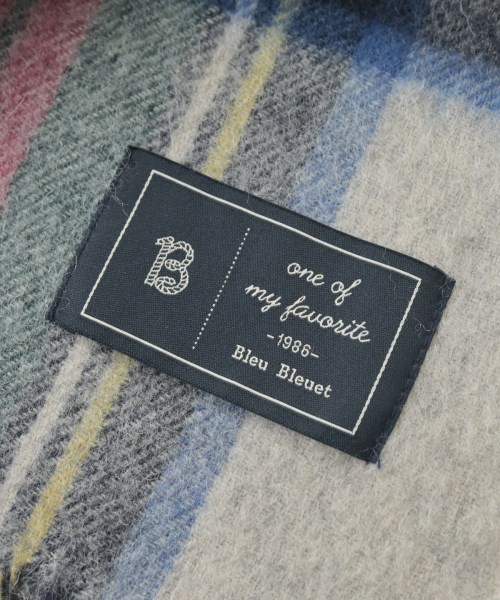 B
one of
my favorite
-1986-
Bleu Bleuet